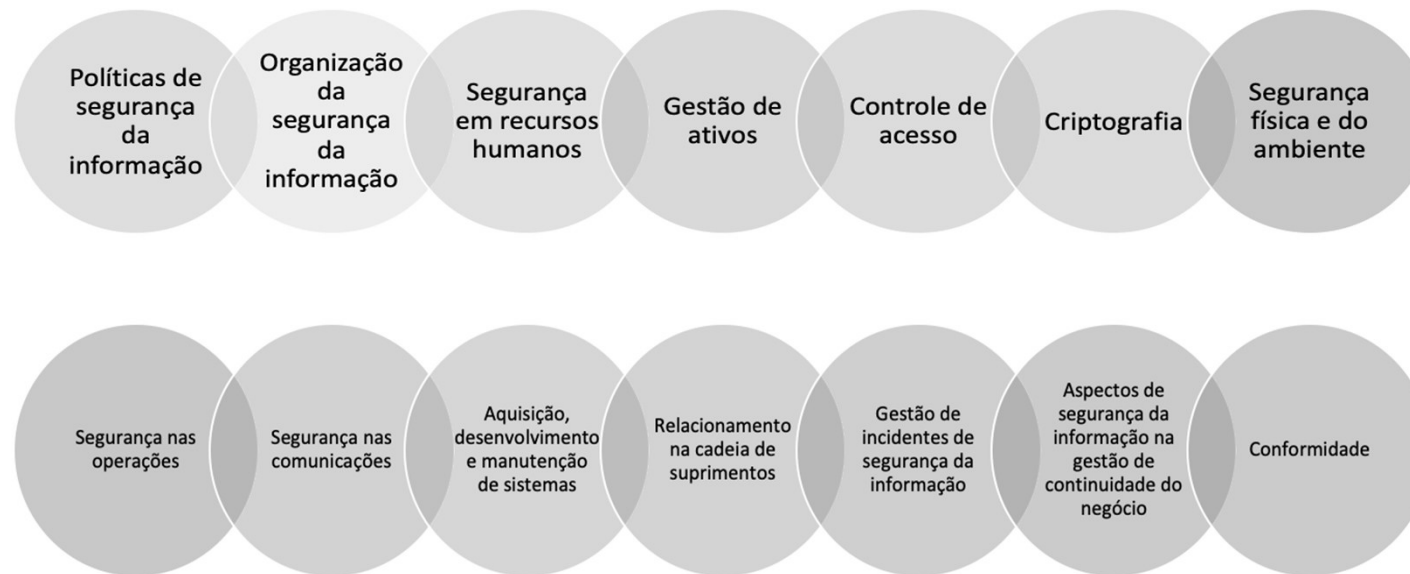 Políticas de
segurança
da
informação
Organização
da
segurança
da
informação
Segurança
em recursos
humanos
Gestão de
ativos
Controle de
acesso
Criptografia
Segurança
física e do
ambiente
Segurança nas
operações
Segurança nas
comunicações
Aquisição,
desenvolvimento
e manutenção
de sistemas
Relacionamento
na cadeia de
suprimentos
Gestão de
incidentes de
segurança da
informação
Aspectos de
segurança da
informação na
gestão de
continuidade do
negócio
Conformidade